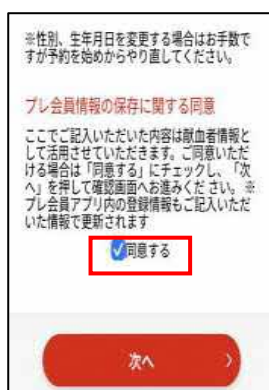 ※性別、生年月日を変更する場合はお手数で
すが予約を始めからやり直してください。
プレ会員情報の保存に関する同意
ここでご記入いただいた内容は献血者情報と
して活用させていただきます。ご同意いただ
ける場合は「同意する」にチェックし、「次
へ」を押して確認画面へお進みください。※
プレ会員アプリ内の登録情報もご記入いただ
いた情報で更新されます
同意する
次へ